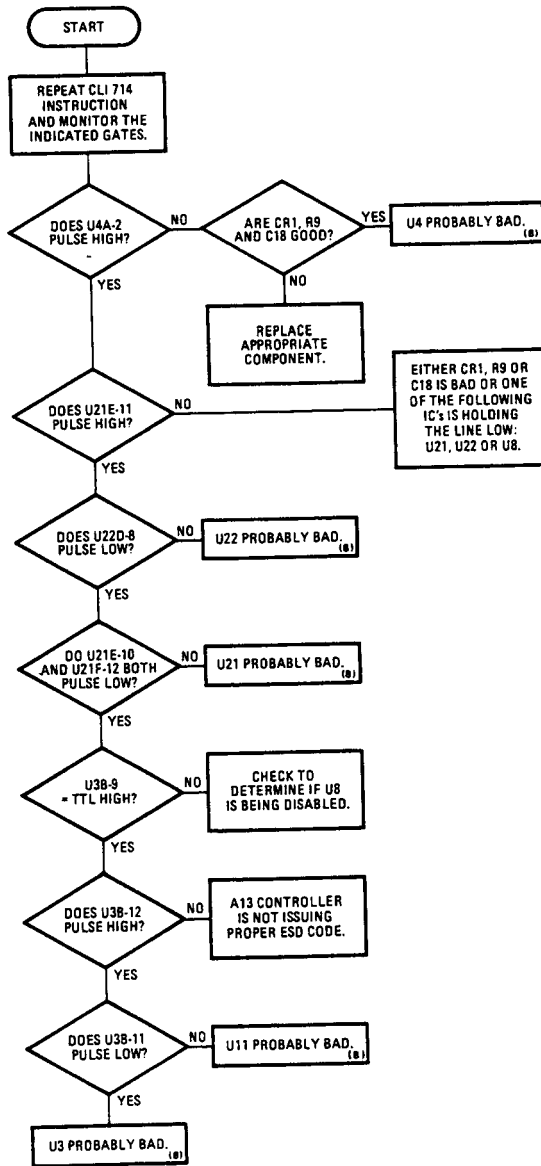 START
REPEAT CLI 714
INSTRUCTION
AND MONITOR THE
INDICATED GATES.
DOES U4A-2
PULSE HIGH?
NO
ARE CR1, R9
AND C18 GOOD?
YES
U4 PROBABLY BAD.
(8)
YES
NO
REPLACE
APPROPRIATE
COMPONENT.
DOES U21E-11
PULSE HIGH?
NO
EITHER CR1, R9 OR
C18 IS BAD OR ONE
OF THE FOLLOWING
IC's IS HOLDING
THE LINE LOW:
U21, U22 OR U8.
YES
DOES U22D-8
PULSE LOW?
NO
U22 PROBABLY BAD.
(8)
YES
DO U21E-10
AND U21F-12 BOTH
PULSE LOW?
NO
U21 PROBABLY BAD.
(8)
YES
U3B-9
= TTL HIGH?
NO
CHECK TO
DETERMINE IF U8
IS BEING DISABLED.
YES
DOES U3B-12
PULSE HIGH?
NO
A13 CONTROLLER
IS NOT ISSUING
PROPER ESD CODE.
YES
DOES U3B-11
PULSE LOW?
NO
U11 PROBABLY BAD.
(8)
YES
U3 PROBABLY BAD.
(8)